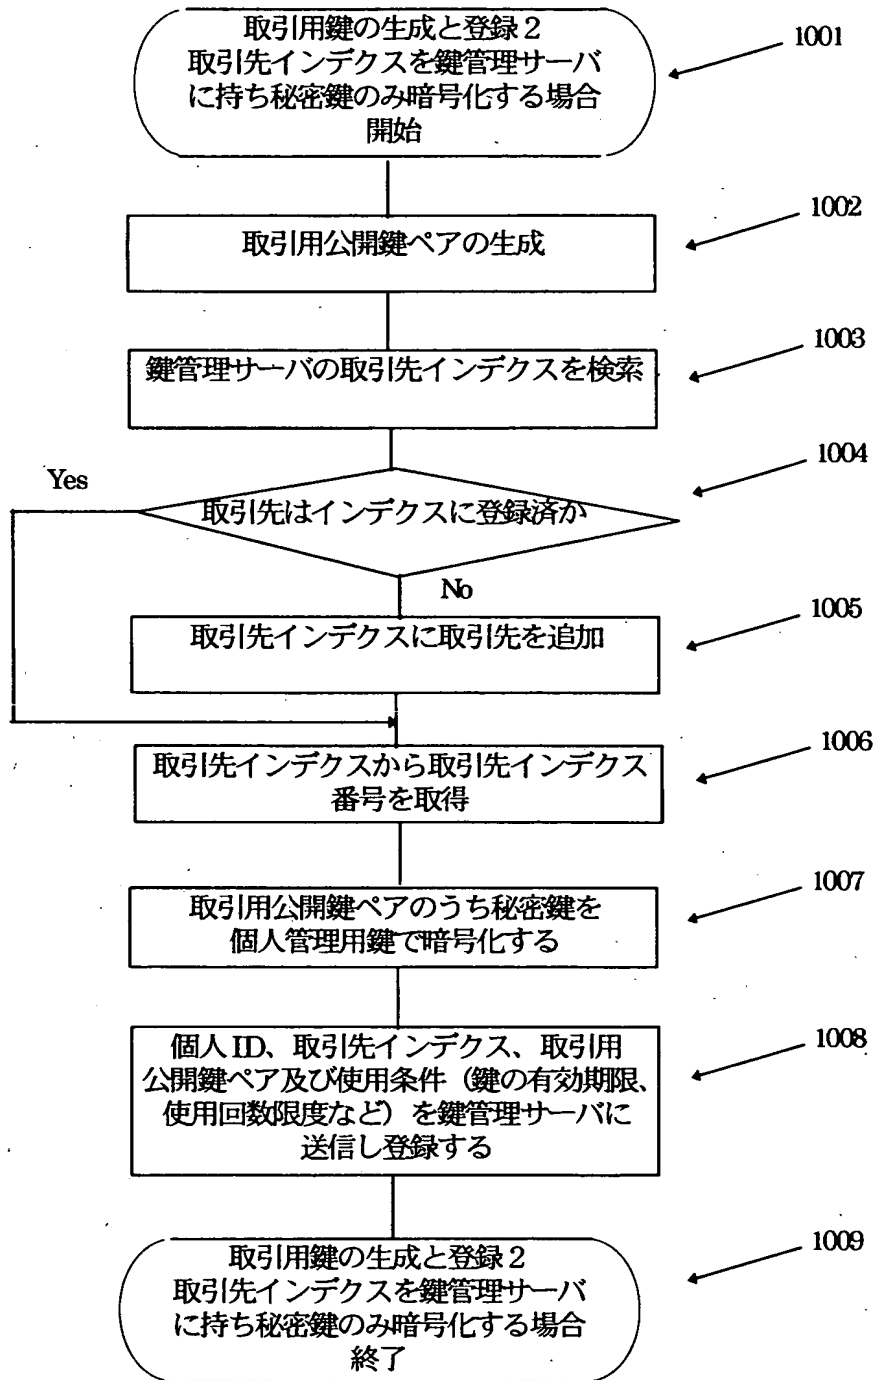 取引用鍵の生成と登録2
取引先インデクスを鍵管理サーバ
に持ち秘密鍵のみ暗号化する場合
開始
1001
取引用公開鍵ペアの生成
1002
鍵管理サーバの取引先インデクスを検索
1003
取引先はインデクスに登録済か
1004
Yes
No
取引先インデクスに取引先を追加
1005
取引先インデクスから取引先インデクス
番号を取得
1006
取引用公開鍵ペアのうち秘密鍵を
個人管理用鍵で暗号化する
1007
個人ID、取引先インデクス、取引用
公開鍵ペア及び使用条件（鍵の有効期限、
使用回数限度など）を鍵管理サーバに
送信し登録する
1008
取引用鍵の生成と登録2
取引先インデクスを鍵管理サーバ
に持ち秘密鍵のみ暗号化する場合
終了
1009